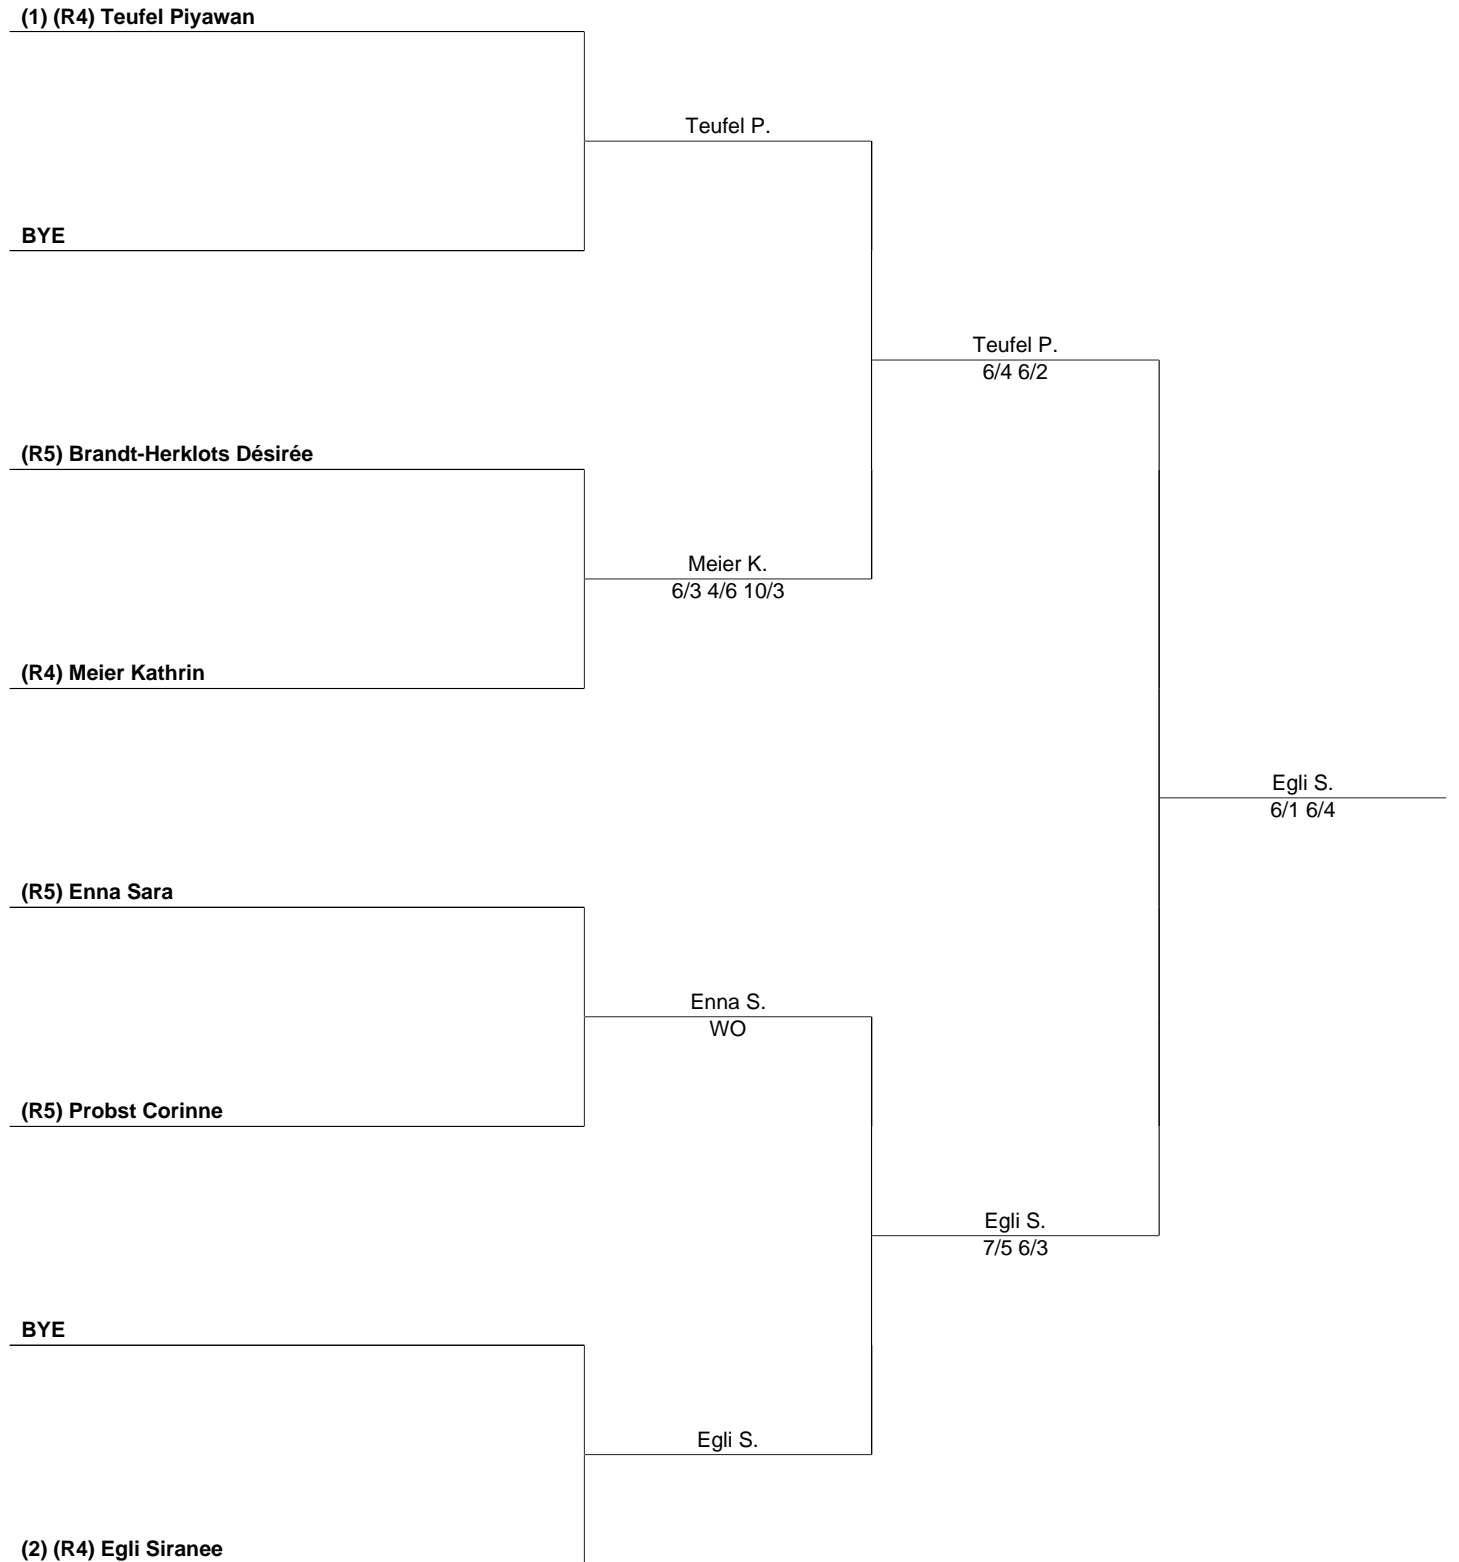 (1) (R4) Teufel Piyawan
Teufel P.
BYE
Teufel P.
6/4 6/2
(R5) Brandt-Herklots Désirée
Meier K.
6/3 4/6 10/3
(R4) Meier Kathrin
Egli S.
6/1 6/4
(R5) Enna Sara
Enna S.
WO
(R5) Probst Corinne
Egli S.
7/5 6/3
BYE
Egli S.
(2) (R4) Egli Siranee